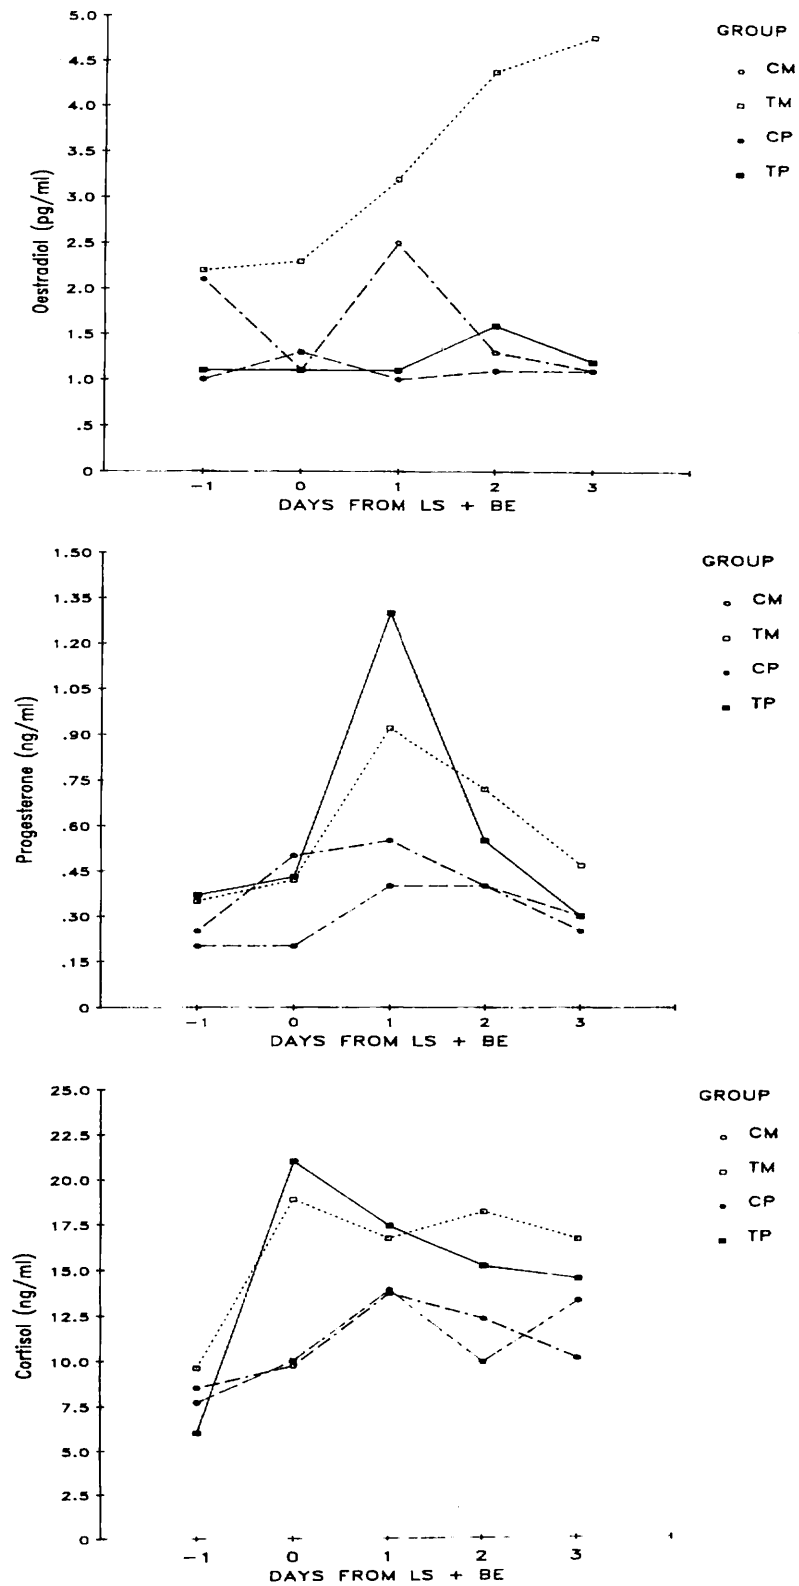 5.0
4.5
4.0
3.5
3.0
2.5
2.0
1.5
1.0
.5
0
Oestradiol (pg/ml)
-1 0 1 2 3
DAYS FROM LS + BE
GROUP
CM
TM
CP
TP
1.50
1.35
1.20
1.05
.90
.75
.60
.45
.30
.15
0
Progesterone (ng/ml)
-1 0 1 2 3
DAYS FROM LS + BE
GROUP
CM
TM
CP
TP
25.0
22.5
20.0
17.5
15.0
12.5
10.0
7.5
5.0
2.5
0
Cortisol (ng/ml)
-1 0 1 2 3
DAYS FROM LS + BE
GROUP
CM
TM
CP
TP